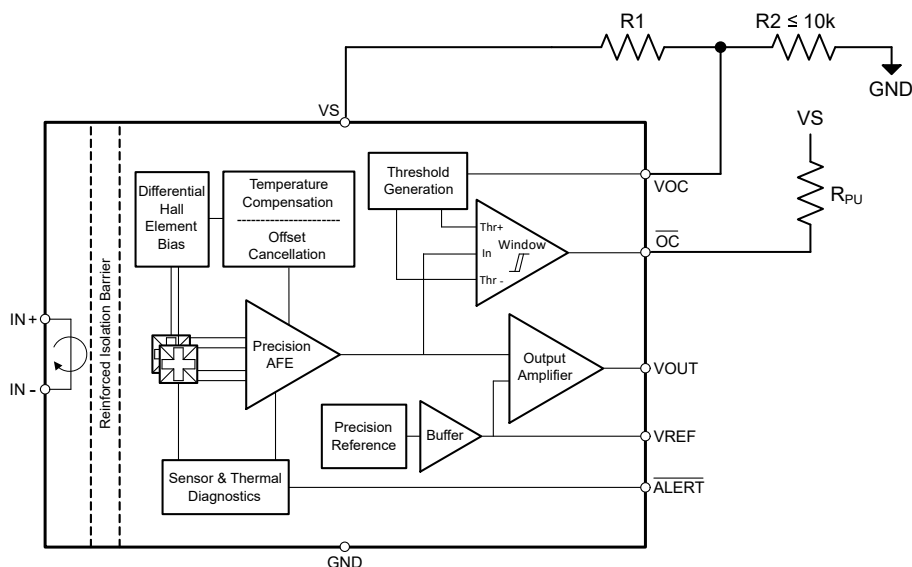 R1
R2 ≤ 10k
GND
VS
VS
R_PU
Reinforced Isolation Barrier
Differential
Hall
Element
Bias
Temperature
Compensation
Offset
Cancellation
Threshold
Generation
VOC
Thr+
In
Window
Thr -
OC
IN+
IN-
Precision
AFE
Output
Amplifier
VOUT
Precision
Reference
Buffer
VREF
Sensor & Thermal
Diagnostics
ALERT
GND